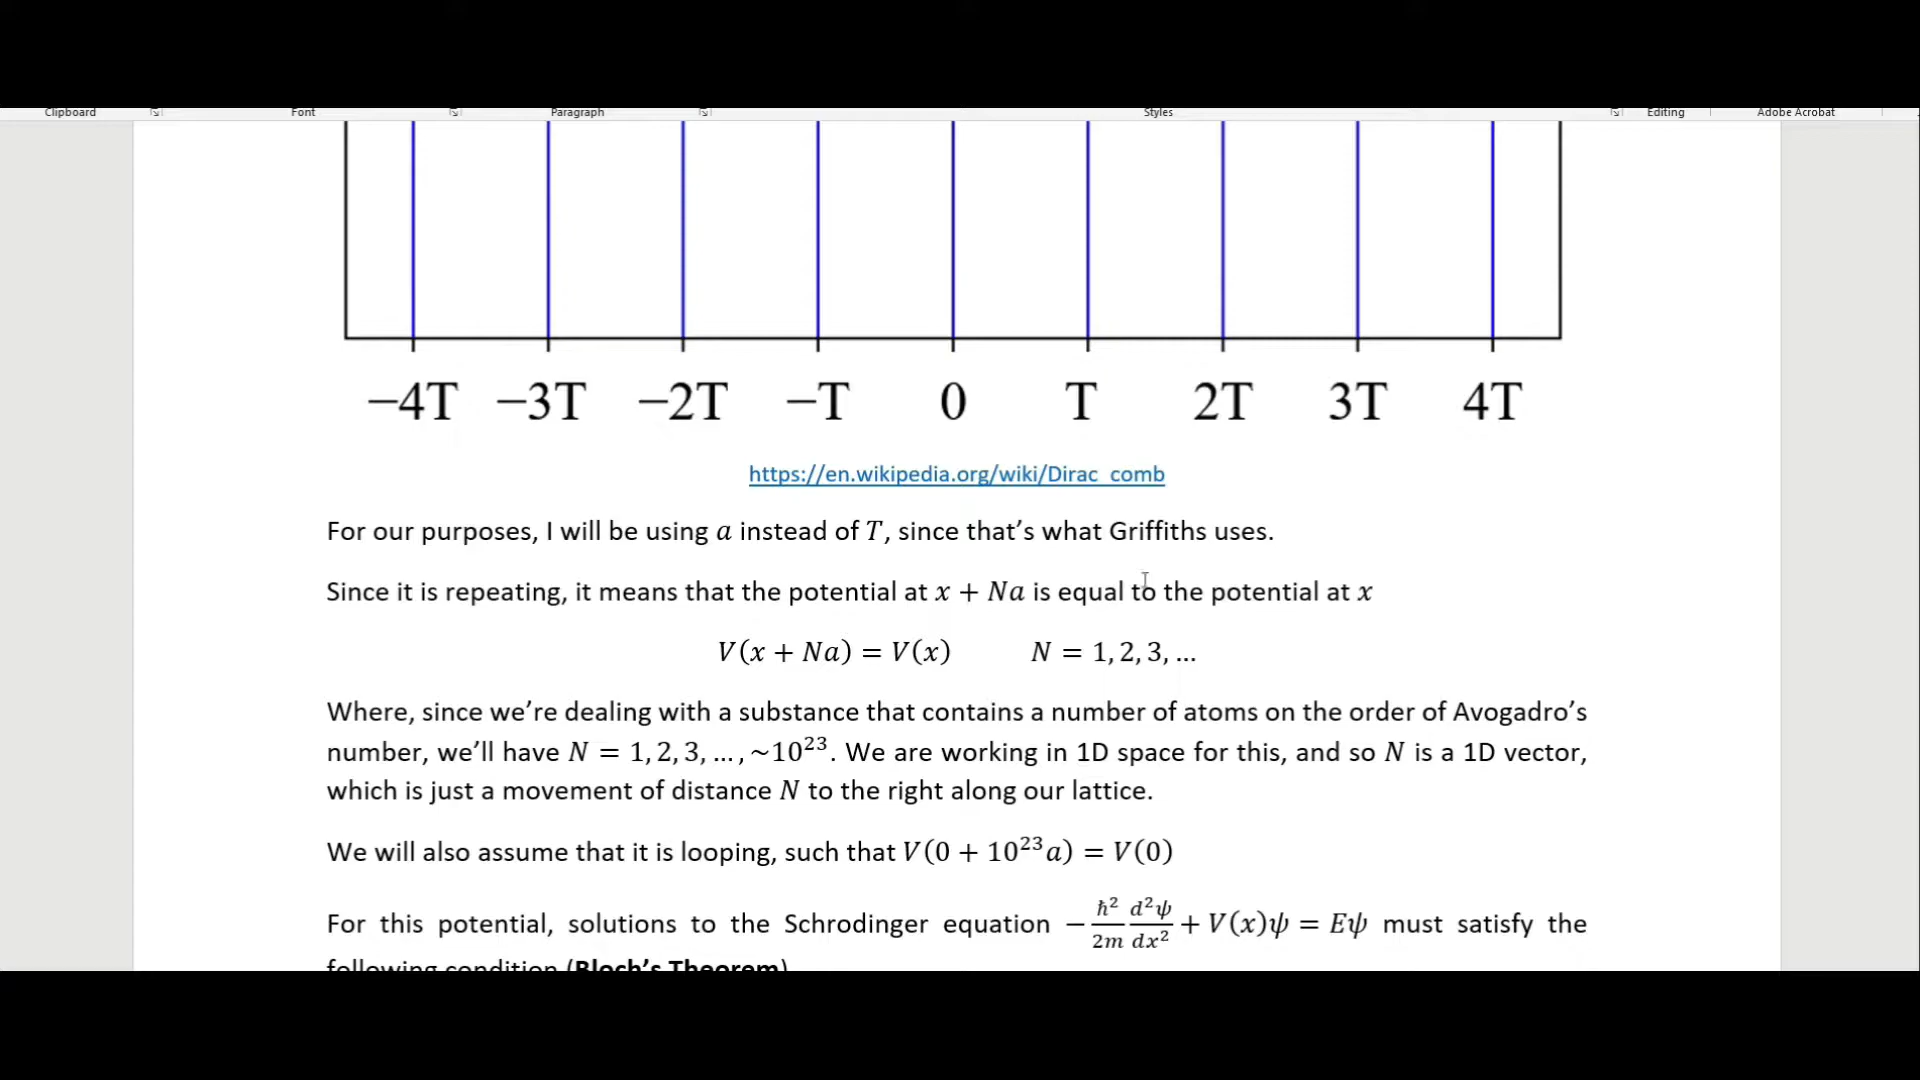 Clipboard Font Paragraph Styles Editing Adobe Acrobat
−4T −3T −2T −T 0 T 2T 3T 4T
https://en.wikipedia.org/wiki/Dirac_comb
For our purposes, I will be using a instead of T, since that’s what Griffiths uses.
Since it is repeating, it means that the potential at x + Na is equal to the potential at x
V(x + Na) = V(x) N = 1, 2, 3, …
Where, since we’re dealing with a substance that contains a number of atoms on the order of Avogadro’s
number, we’ll have N = 1, 2, 3, … , ~10²³. We are working in 1D space for this, and so N is a 1D vector,
which is just a movement of distance N to the right along our lattice.
We will also assume that it is looping, such that V(0 + 10²³a) = V(0)
For this potential, solutions to the Schrodinger equation −ħ²/2m d²ψ/dx² + V(x)ψ = Eψ must satisfy the
following condition (Bloch’s Theorem)